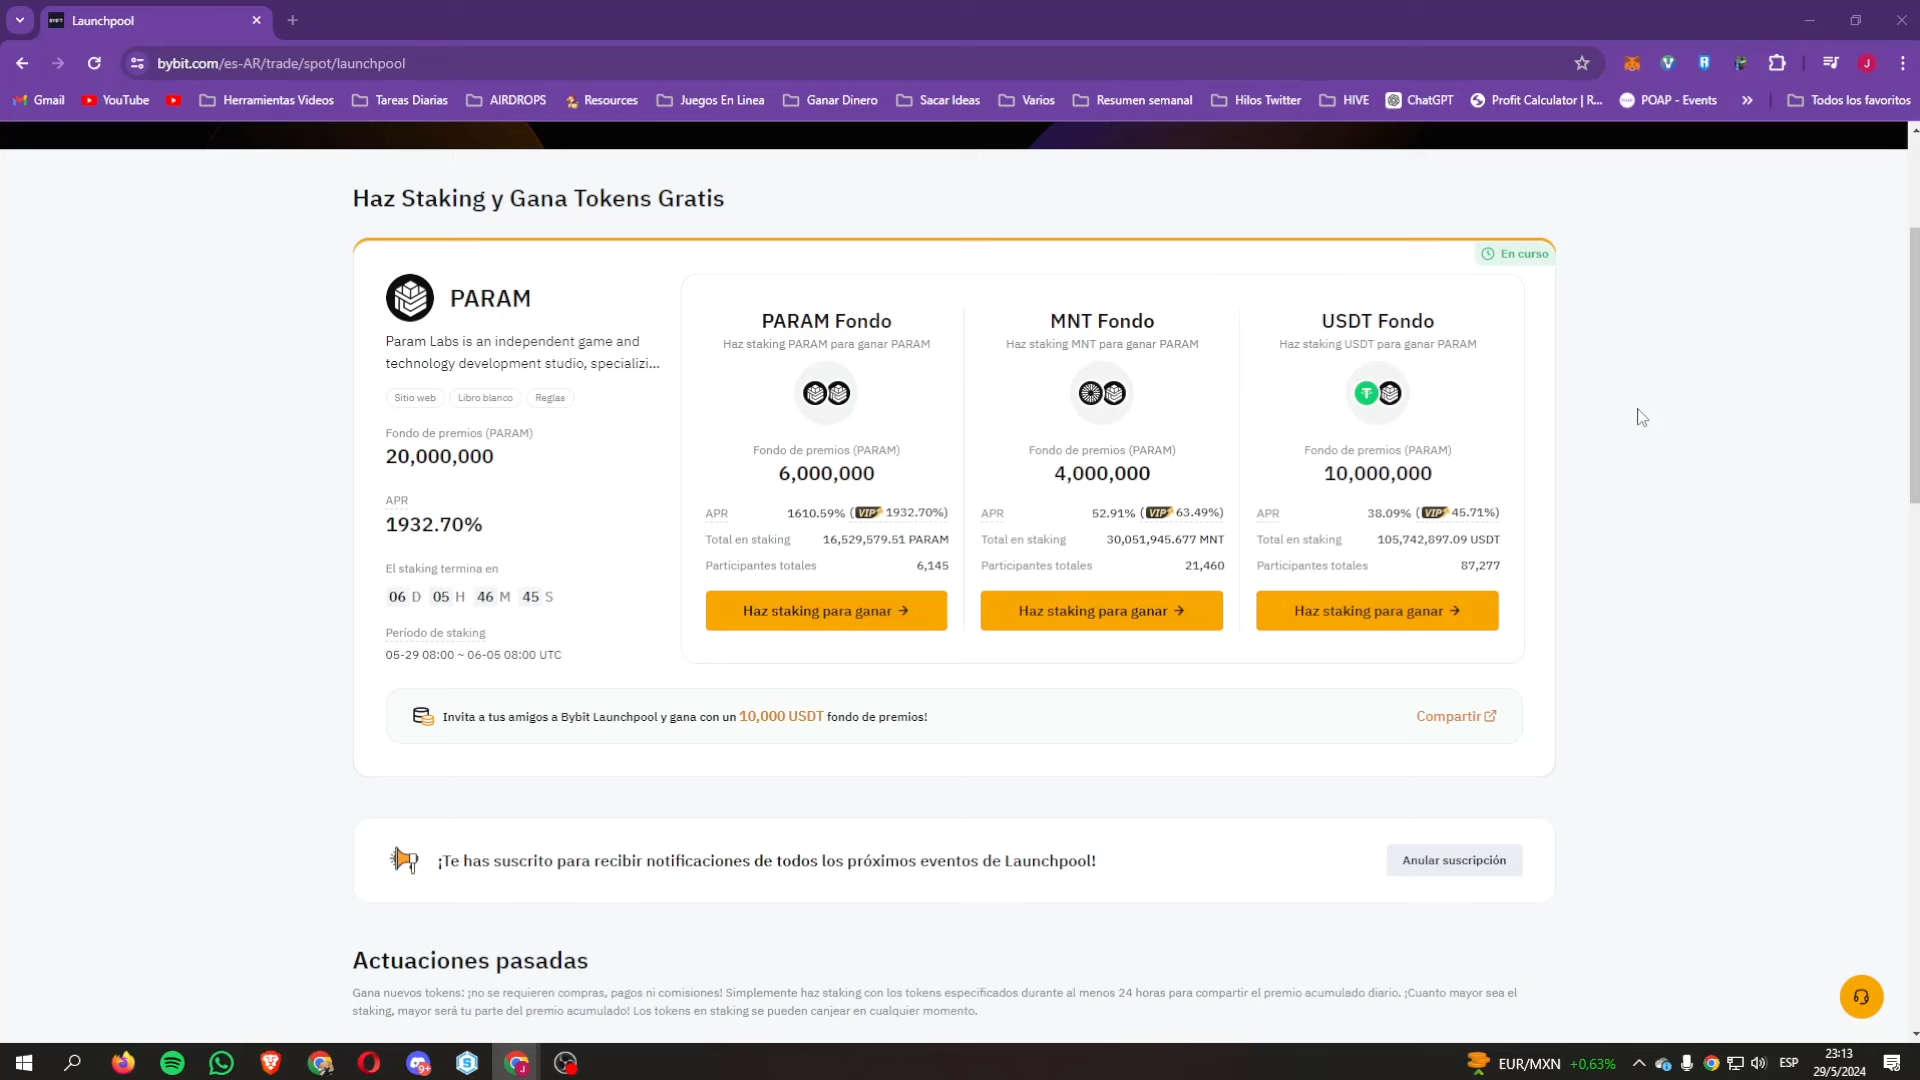 Launchpool
bybit.com/es-AR/trade/spot/launchpool
Gmail
YouTube
Herramientas Videos
Tareas Diarias
AIRDROPS
Resources
Juegos En Linea
Ganar Dinero
Sacar Ideas
Varios
Resumen semanal
Hilos Twitter
HIVE
ChatGPT
Profit Calculator | R...
POAP - Events
Todos los favoritos
Haz Staking y Gana Tokens Gratis
En curso
PARAM
Param Labs is an independent game and
technology development studio, specializi...
Sitio web
Libro blanco
Reglas
Fondo de premios (PARAM)
20,000,000
APR
1932.70%
El staking termina en
06 D 05 H 46 M 45 S
Período de staking
05-29 08:00 ~ 06-05 08:00 UTC
PARAM Fondo
Haz staking PARAM para ganar PARAM
Fondo de premios (PARAM)
6,000,000
APR 1610.59% (VIP 1932.70%)
Total en staking 16,529,579.51 PARAM
Participantes totales 6,145
Haz staking para ganar →
MNT Fondo
Haz staking MNT para ganar PARAM
Fondo de premios (PARAM)
4,000,000
APR 52.91% (VIP 63.49%)
Total en staking 30,051,945.677 MNT
Participantes totales 21,460
Haz staking para ganar →
USDT Fondo
Haz staking USDT para ganar PARAM
Fondo de premios (PARAM)
10,000,000
APR 38.09% (VIP 45.71%)
Total en staking 105,742,897.09 USDT
Participantes totales 87,277
Haz staking para ganar →
Invita a tus amigos a Bybit Launchpool y gana con un 10,000 USDT fondo de premios!
Compartir
¡Te has suscrito para recibir notificaciones de todos los próximos eventos de Launchpool!
Anular suscripción
Actuaciones pasadas
Gana nuevos tokens: ¡no se requieren compras, pagos ni comisiones! Simplemente haz staking con los tokens especificados durante al menos 24 horas para compartir el premio acumulado diario. ¡Cuanto mayor sea el
staking, mayor será tu parte del premio acumulado! Los tokens en staking se pueden canjear en cualquier momento.
EUR/MXN +0,63%
ESP
23:13
29/5/2024